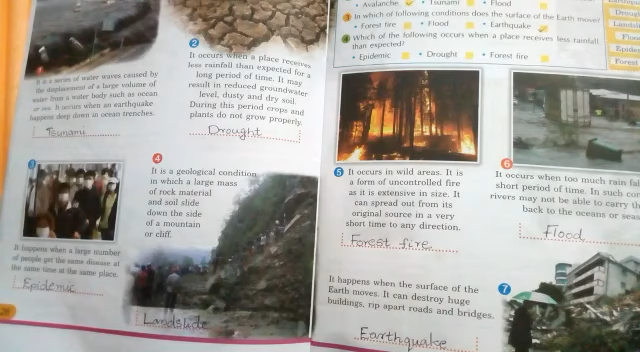 It is a series of water waves caused by
the displacement of a large volume of
water from a water body such as ocean
or sea. It occurs when an earthquake
happens deep down in ocean trenches.
Tsunami
2
It occurs when a place receives
less rainfall than expected for a
long period of time. It may
result in reduced groundwater
level, dusty and dry soil.
During this period crops and
plants do not grow properly.
Drought
3
It happens when a large number
of people get the same disease at
the same time at the same place.
Epidemic
4
It is a geological condition
in which a large mass
of rock material
and soil slide
down the side
of a mountain
or cliff.
Landslide
• Avalanche • Tsunami • Flood
3 In which of following conditions does the surface of the Earth move?
• Forest fire • Flood • Earthquake
4 Which of the following occurs when a place receives less rainfall
than expected?
• Epidemic • Drought • Forest fire
Flood
Epidemic
Forest
5 It occurs in wild areas. It is
a form of uncontrolled fire
as it is extensive in size. It
can spread out from its
original source in a very
short time to any direction.
Forest fire
6
It occurs when too much rain fal
short period of time. In such con
rivers may not be able to carry th
back to the oceans or seas
Flood
It happens when the surface of the
Earth moves. It can destroy huge
buildings, rip apart roads and bridges.
Earthquake
7